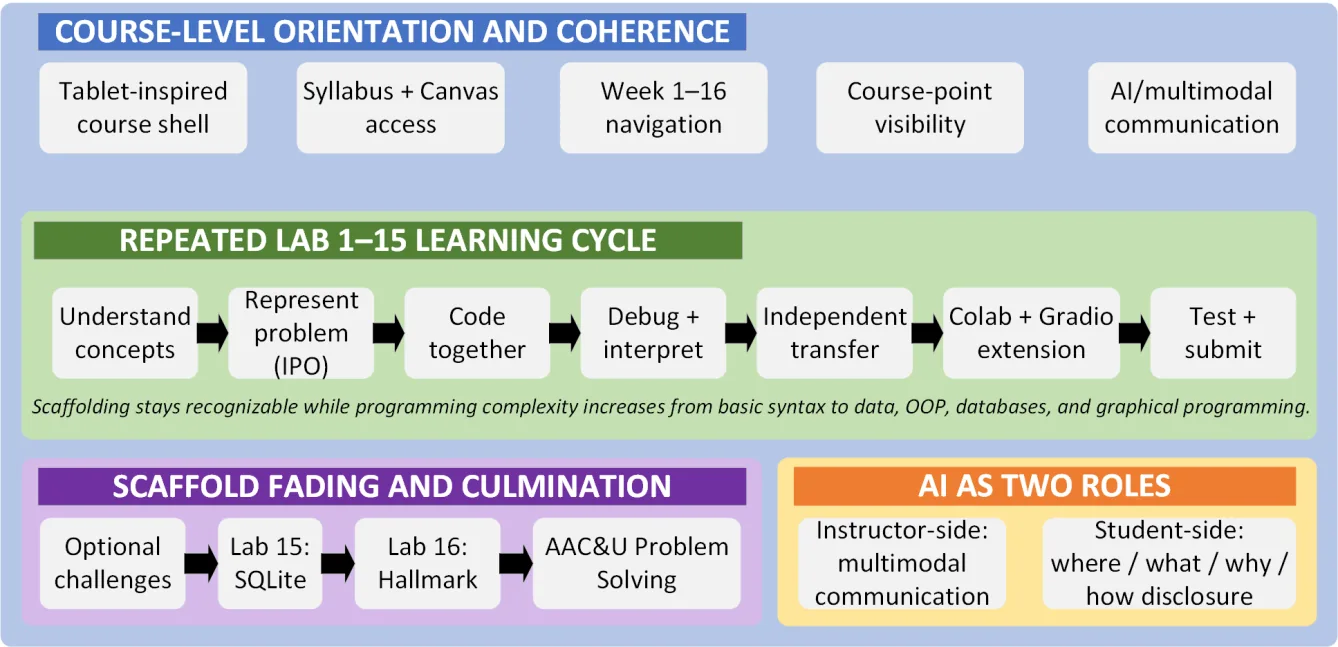 COURSE-LEVEL ORIENTATION AND COHERENCE
Tablet-inspired
course shell
Syllabus + Canvas
access
Week 1–16
navigation
Course-point
visibility
AI/multimodal
communication
REPEATED LAB 1–15 LEARNING CYCLE
Understand
concepts
Represent
problem
(IPO)
Code
together
Debug +
interpret
Independent
transfer
Colab + Gradio
extension
Test +
submit
Scaffolding stays recognizable while programming complexity increases from basic syntax to data, OOP, databases, and graphical programming.
SCAFFOLD FADING AND CULMINATION
Optional
challenges
Lab 15:
SQLite
Lab 16:
Hallmark
AAC&U Problem
Solving
AI AS TWO ROLES
Instructor-side:
multimodal
communication
Student-side:
where / what / why /
how disclosure